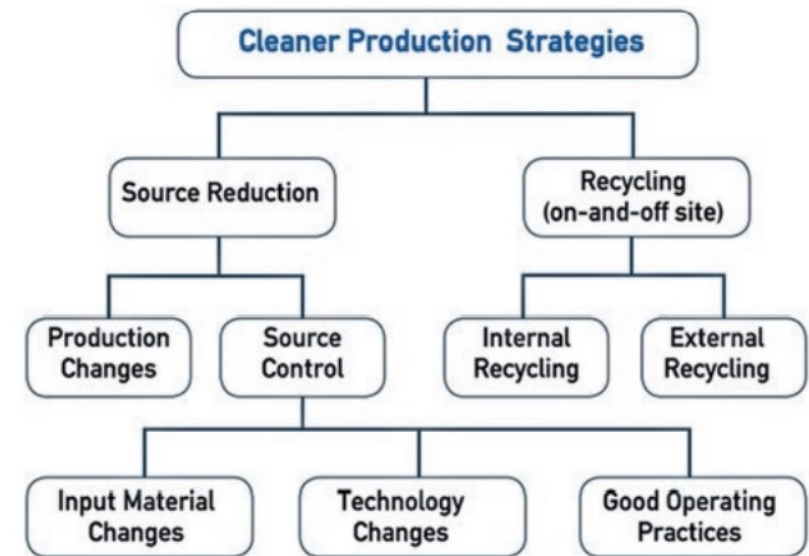 Cleaner Production Strategies
Source Reduction
Recycling
(on-and-off site)
Production
Changes
Source
Control
Internal
Recycling
External
Recycling
Input Material
Changes
Technology
Changes
Good Operating
Practices